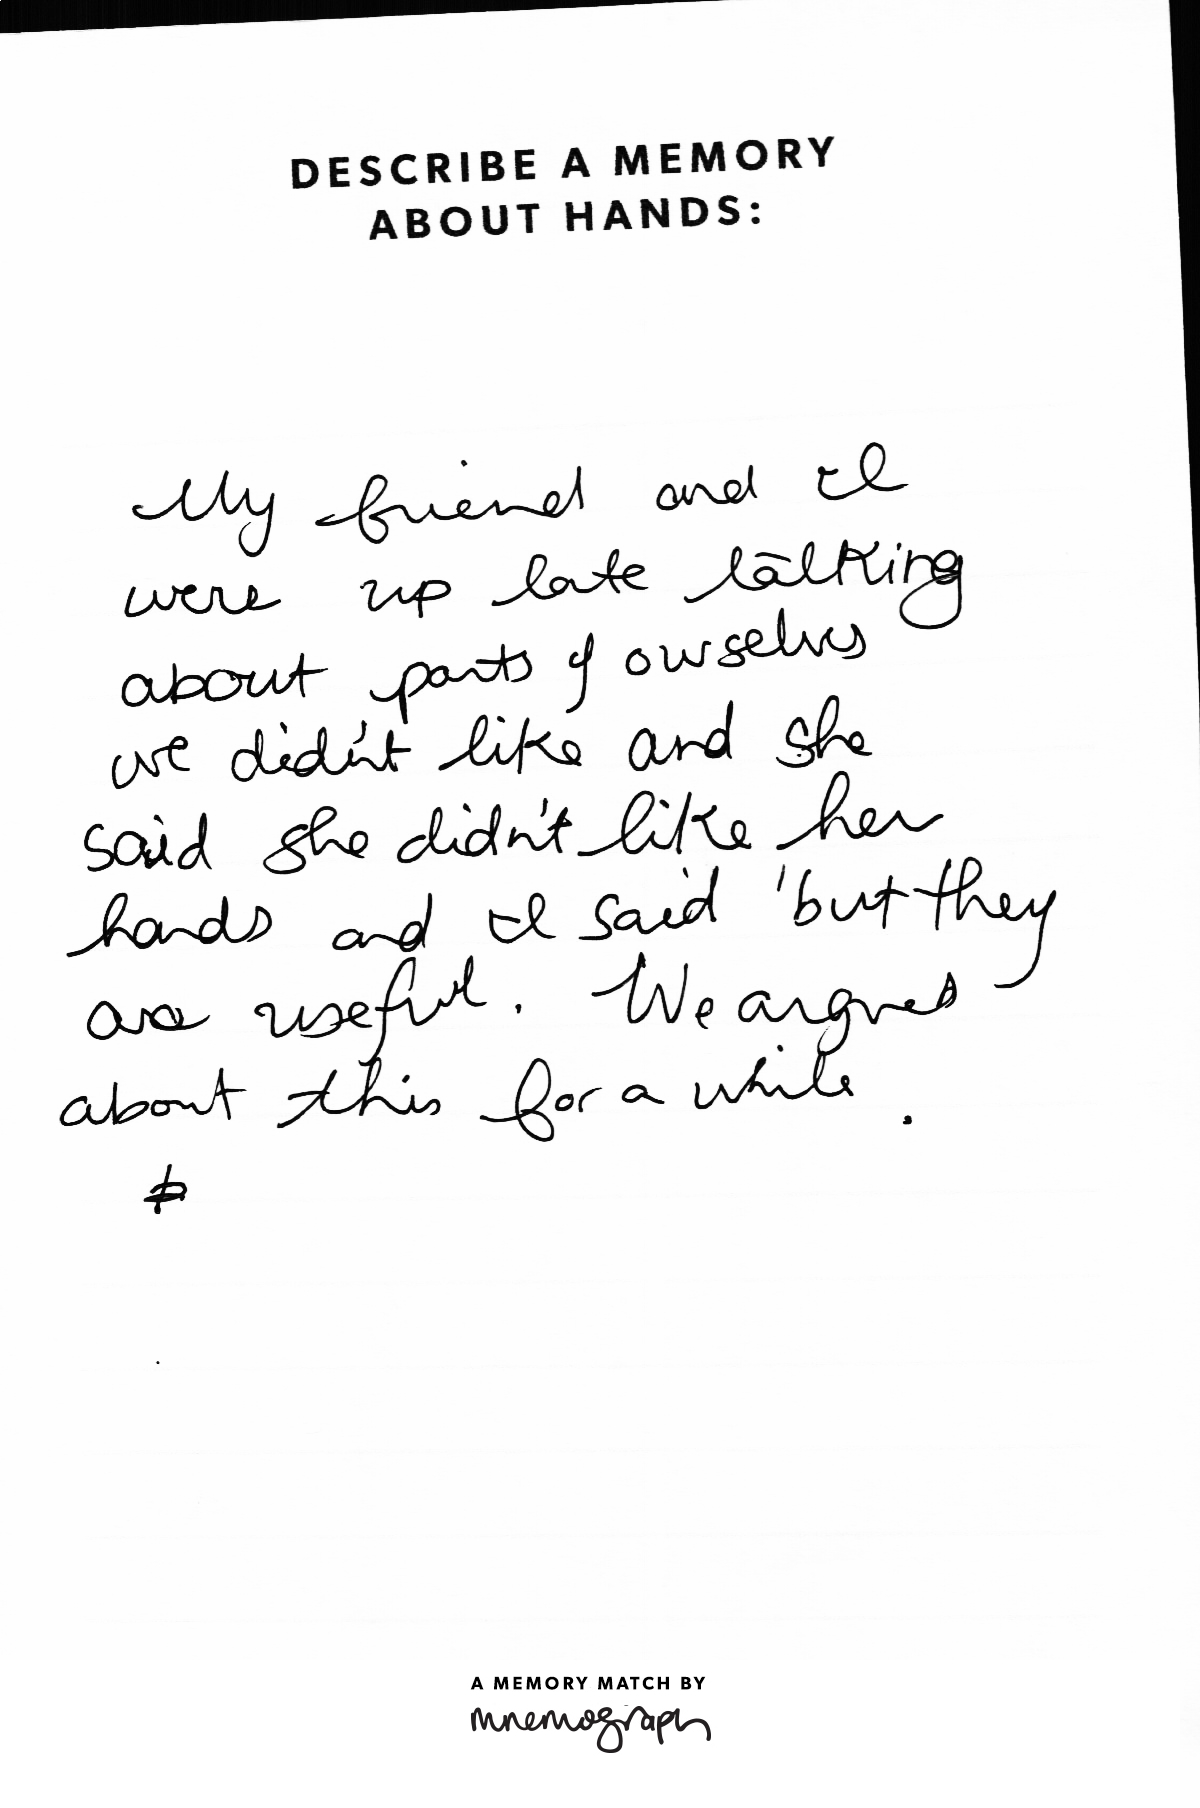 DESCRIBE A MEMORY
ABOUT HANDS:
My friend and I
were up late talking
about parts of ourselves
we didn't like and she
said she didn't like her
hands and I said 'but they
are useful. We argued
about this for a while.
A MEMORY MATCH BY
mnemograph